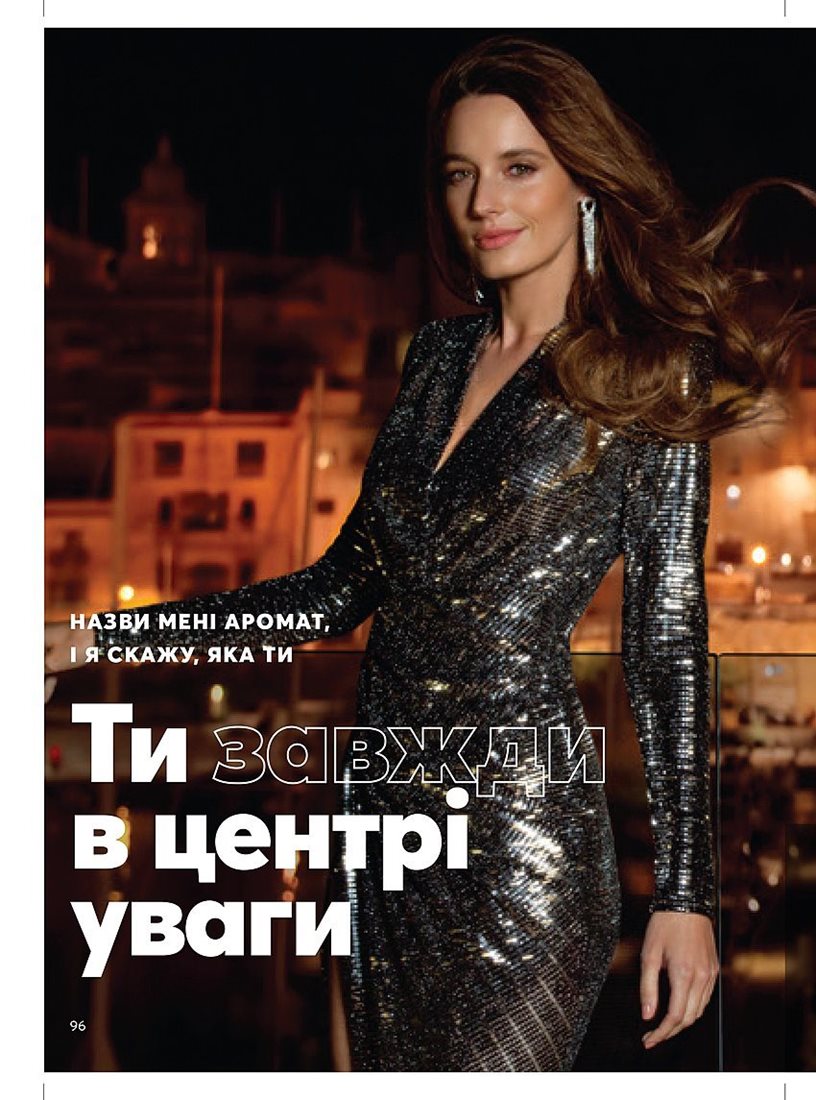 НАЗВИ МЕНІ АРОМАТ,
І Я СКАЖУ, ЯКА ТИ
Ти завжди
в центрі
уваги
96